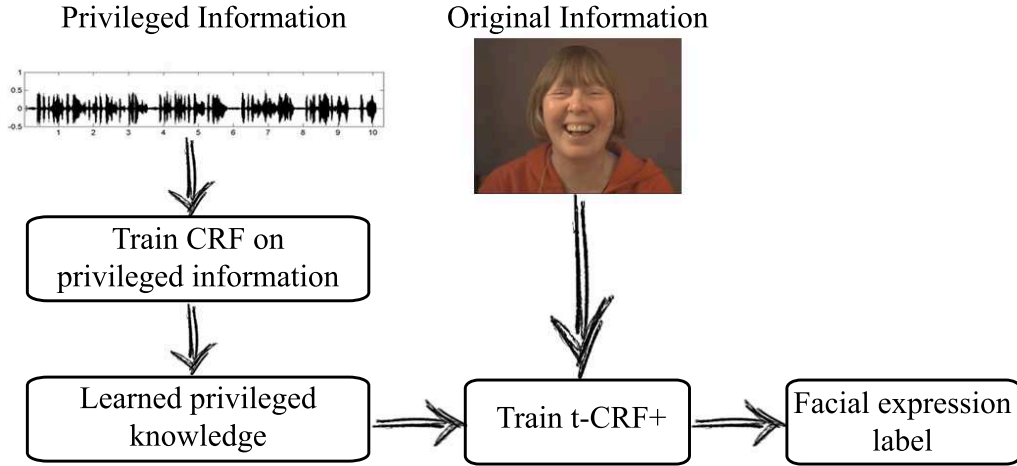 Privileged Information
Original Information
1
0.5
0
-0.5
1 2 3 4 5 6 7 8 9 10
Train CRF on
privileged information
Learned privileged
knowledge
Train t-CRF+
Facial expression
label